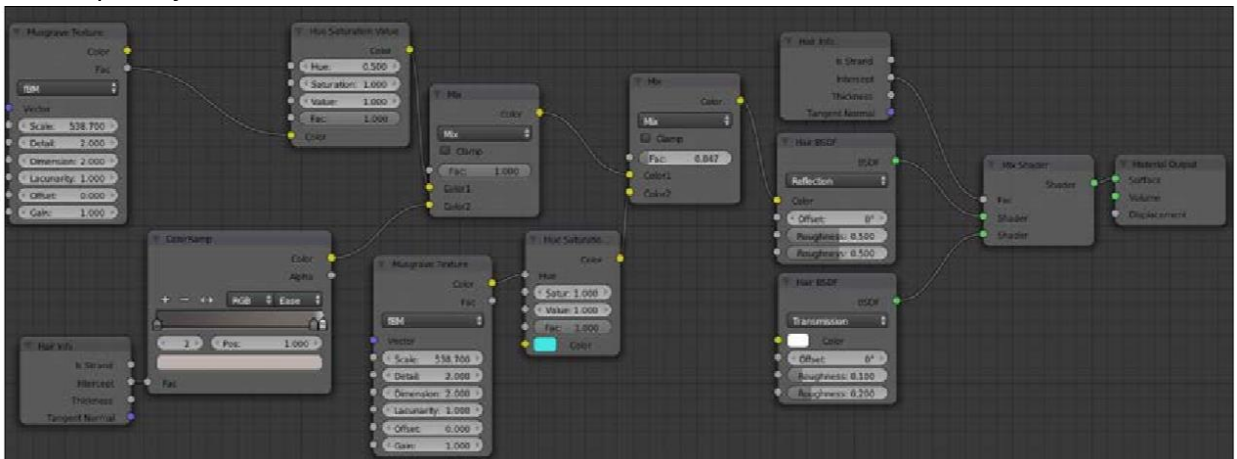 Musgrave Texture
Color
Fac
fBM
Vector
Scale: 538.700
Detail: 2.000
Dimension: 2.000
Lacunarity: 1.000
Offset: 0.000
Gain: 1.000
Hue Saturation Value
Color
Hue: 0.500
Saturation: 1.000
Value: 1.000
Fac: 1.000
Color
Mix
Color
Mix
Clamp
Fac: 1.000
Color1
Color2
Mix
Color
Mix
Clamp
Fac: 0.847
Color1
Color2
Hair Info
Is Strand
Intercept
Thickness
Tangent Normal
Hair BSDF
BSDF
Reflection
Color
Offset: 0°
Roughness: 0.500
Roughness: 0.500
Mix Shader
Shader
Fac
Shader
Shader
Material Output
Surface
Volume
Displacement
ColorRamp
Color
Alpha
RGB Ease
2 Pos: 1.000
Fac
Hair Info
Is Strand
Intercept
Thickness
Tangent Normal
Musgrave Texture
Color
Fac
fBM
Vector
Scale: 538.700
Detail: 2.000
Dimension: 2.000
Lacunarity: 1.000
Offset: 0.000
Gain: 1.000
Hue Saturatio...
Color
Hue
Satur: 1.000
Value: 1.000
Fac: 1.000
Color
Hair BSDF
BSDF
Transmission
Color
Offset: 0°
Roughness: 0.100
Roughness: 0.200